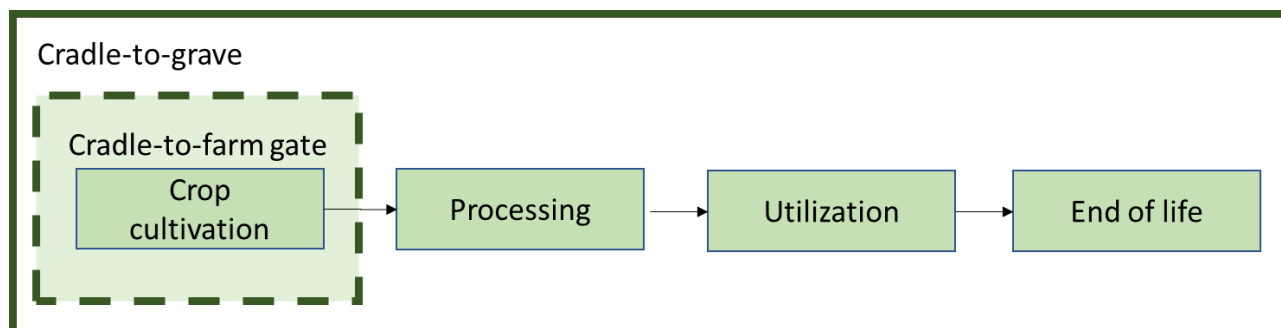 Cradle-to-grave
Cradle-to-farm gate
Crop
cultivation
Processing
Utilization
End of life